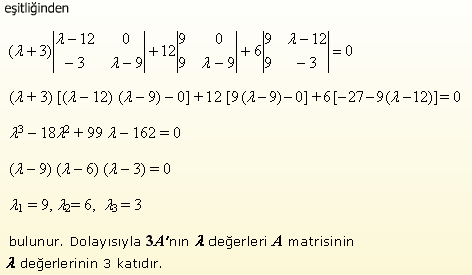 eşitliğinden
(λ+3)|λ−12 0; −3 λ−9|+12|9 0; 9 λ−9|+6|9 λ−12; 9 −3|=0
(λ+3) [(λ−12) (λ−9)−0]+12 [9(λ−9)−0]+6[−27−9(λ−12)]=0
λ³−18λ²+99 λ−162=0
(λ−9) (λ−6) (λ−3)=0
λ₁=9, λ₂=6, λ₃=3
bulunur. Dolayısıyla 3A'nın λ değerleri A matrisinin
λ değerlerinin 3 katıdır.